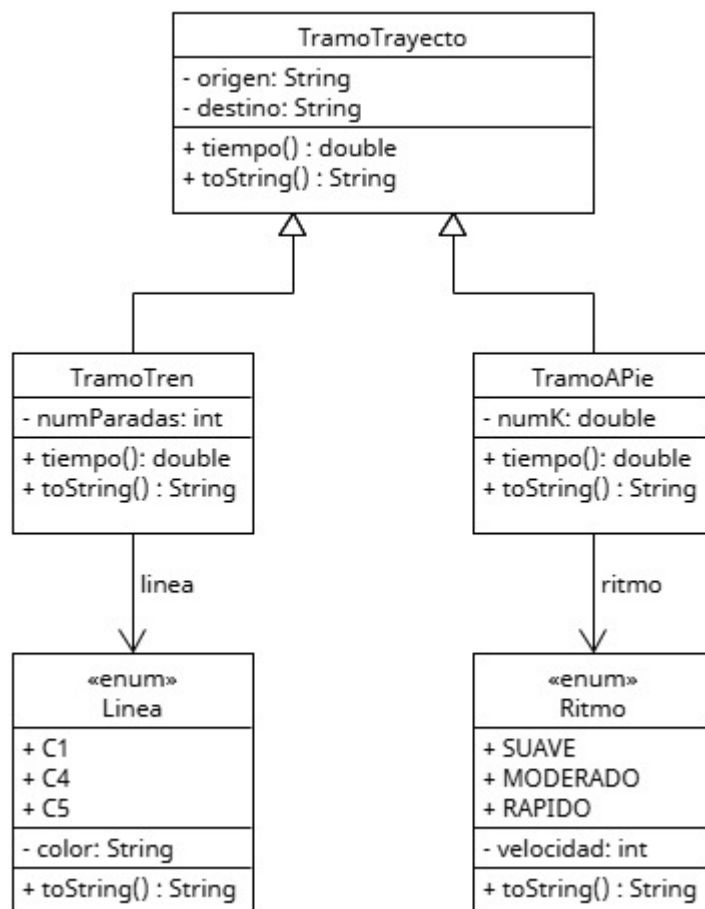 TramoTrayecto
- origen: String
- destino: String
+ tiempo() : double
+ toString() : String
TramoTren
- numParadas: int
+ tiempo(): double
+ toString() : String
TramoAPie
- numK: double
+ tiempo(): double
+ toString() : String
linea
ritmo
«enum»
Linea
+ C1
+ C4
+ C5
- color: String
+ toString() : String
«enum»
Ritmo
+ SUAVE
+ MODERADO
+ RAPIDO
- velocidad: int
+ toString() : String